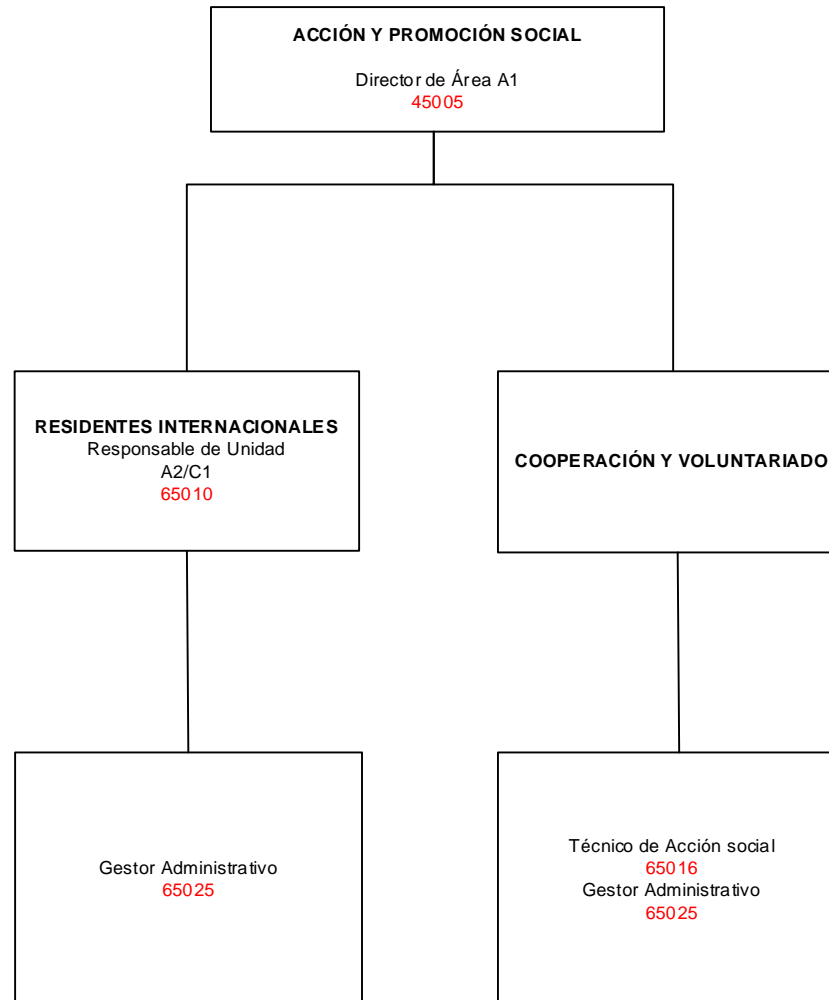 ACCIÓN Y PROMOCIÓN SOCIAL
Director de Área A1
45005
RESIDENTES INTERNACIONALES
Responsable de Unidad
A2/C1
65010
COOPERACIÓN Y VOLUNTARIADO
Gestor Administrativo
65025
Técnico de Acción social
65016
Gestor Administrativo
65025